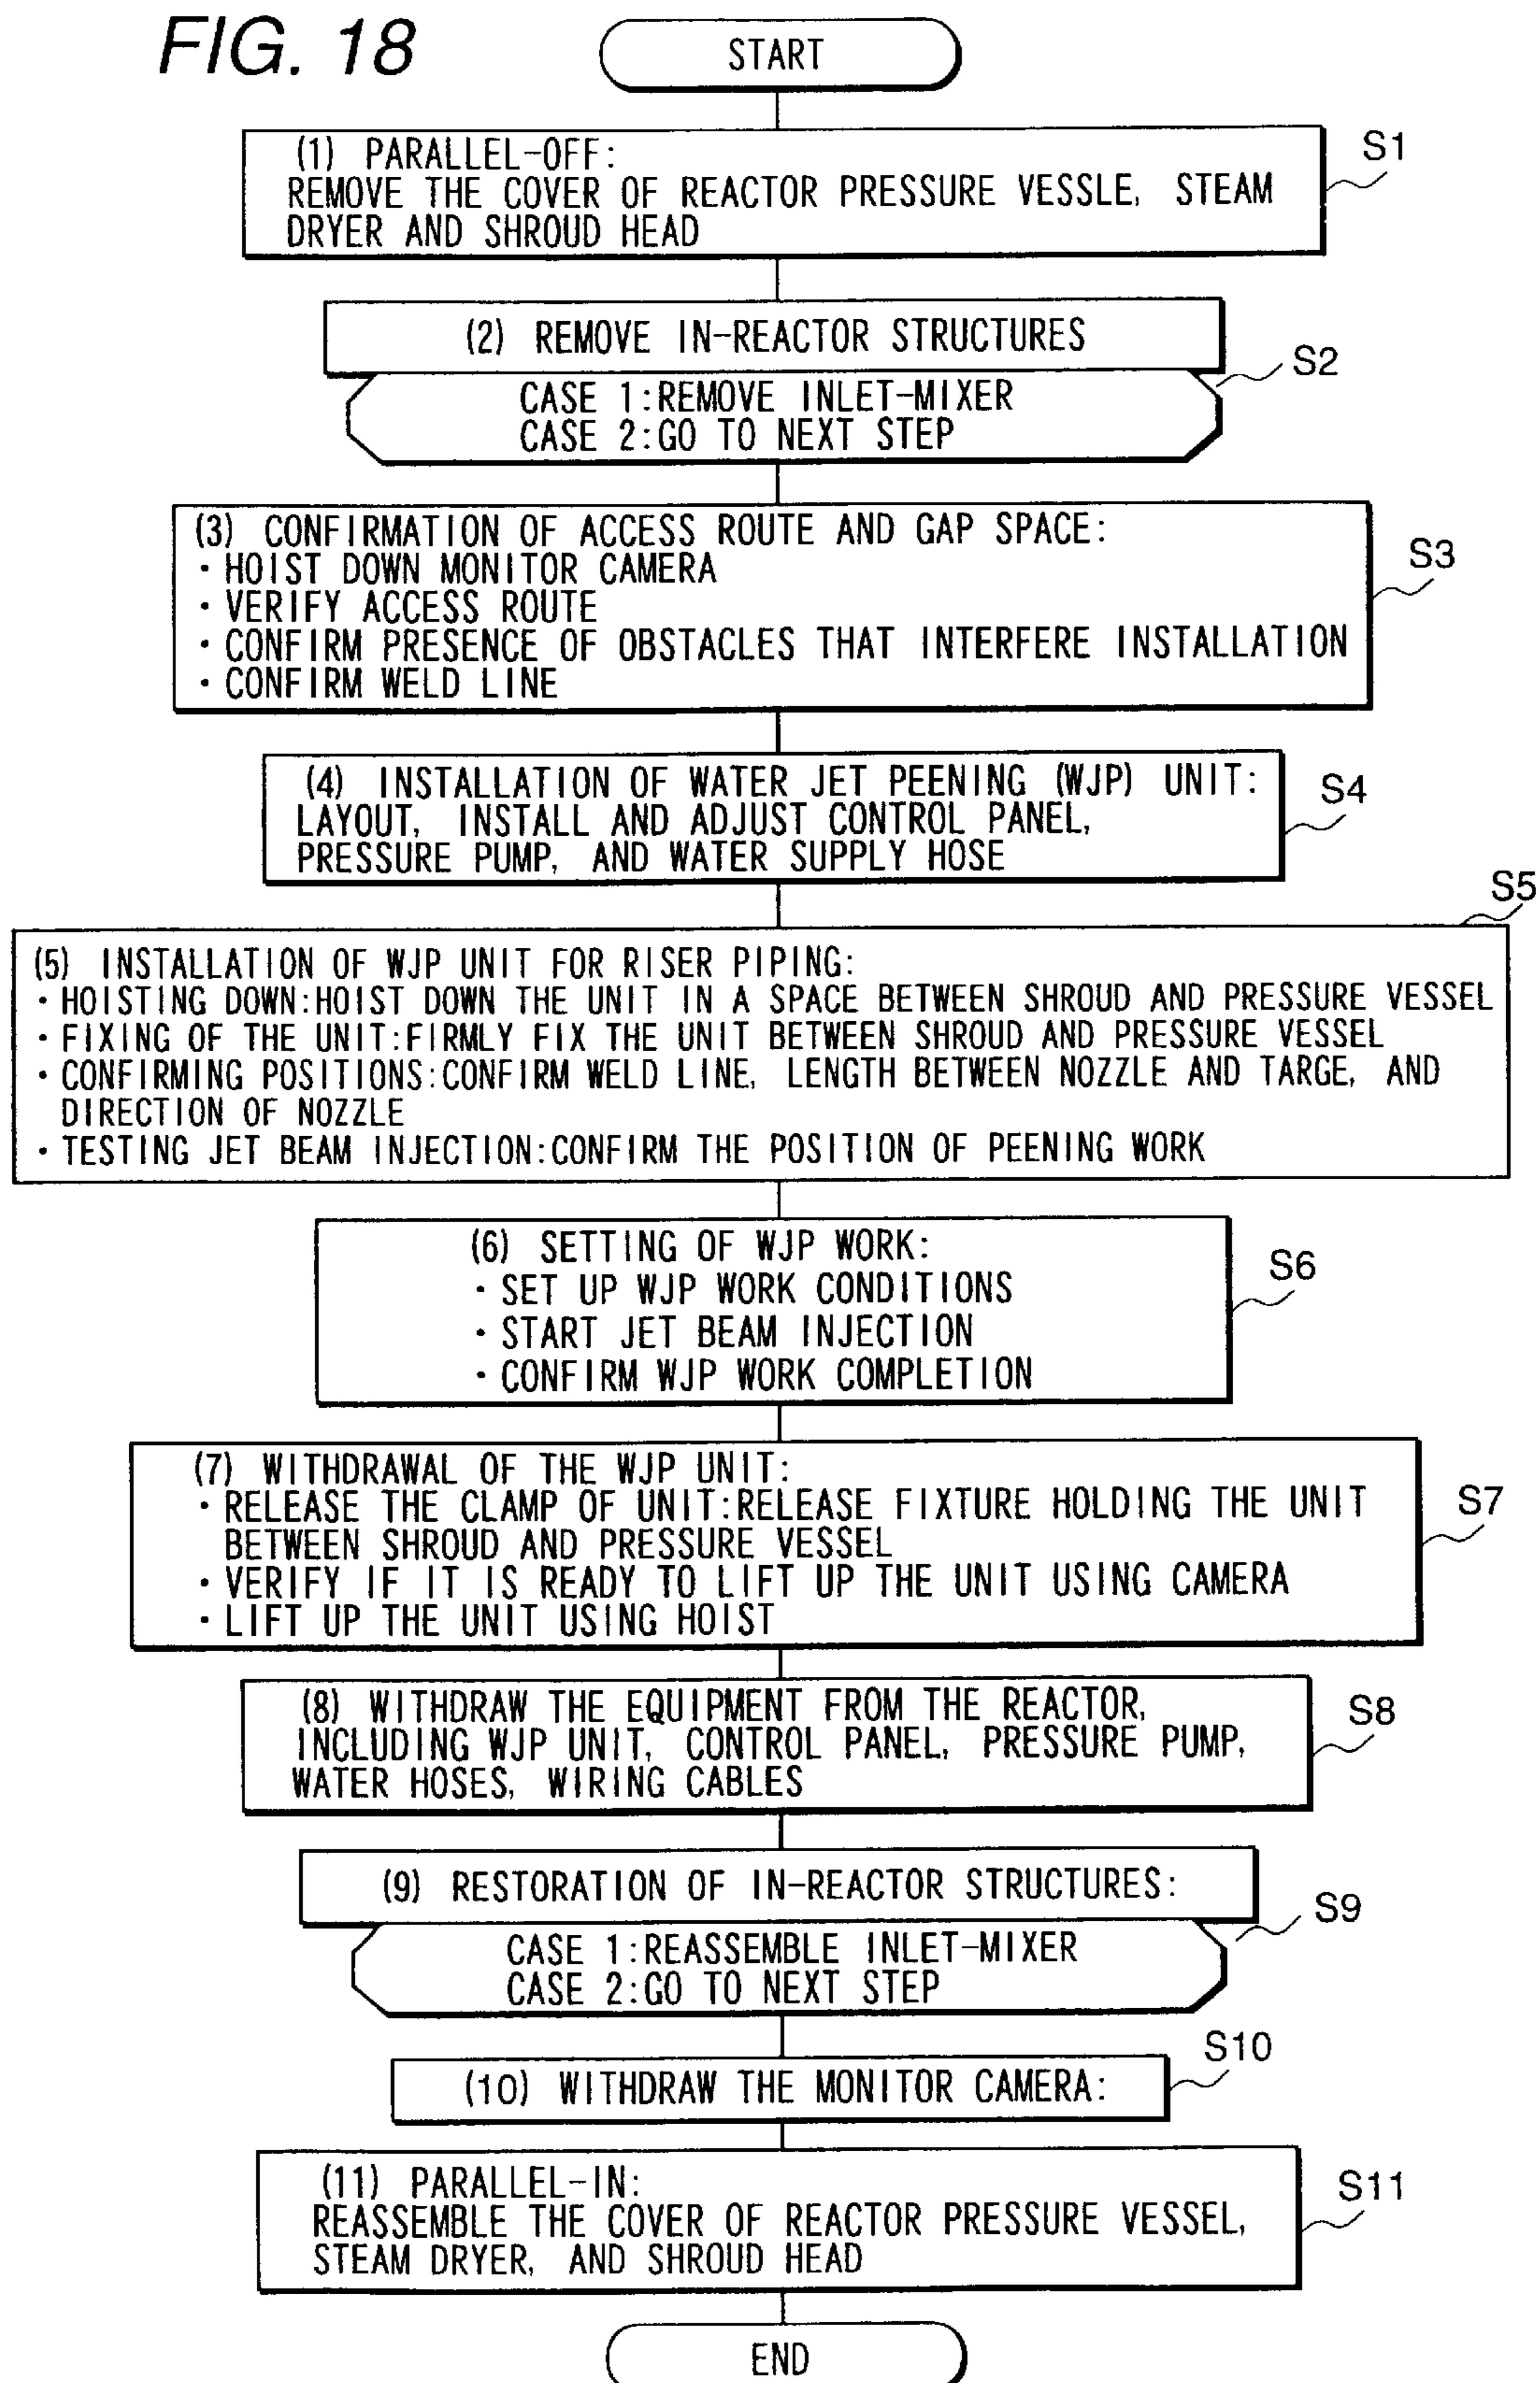 FIG. 18
START
(1) PARALLEL-OFF:
REMOVE THE COVER OF REACTOR PRESSURE VESSLE, STEAM
DRYER AND SHROUD HEAD
S1
(2) REMOVE IN-REACTOR STRUCTURES
CASE 1:REMOVE INLET-MIXER
CASE 2:GO TO NEXT STEP
S2
(3) CONFIRMATION OF ACCESS ROUTE AND GAP SPACE:
・HOIST DOWN MONITOR CAMERA
・VERIFY ACCESS ROUTE
・CONFIRM PRESENCE OF OBSTACLES THAT INTERFERE INSTALLATION
・CONFIRM WELD LINE
S3
(4) INSTALLATION OF WATER JET PEENING (WJP) UNIT:
LAYOUT, INSTALL AND ADJUST CONTROL PANEL,
PRESSURE PUMP, AND WATER SUPPLY HOSE
S4
(5) INSTALLATION OF WJP UNIT FOR RISER PIPING:
・HOISTING DOWN:HOIST DOWN THE UNIT IN A SPACE BETWEEN SHROUD AND PRESSURE VESSEL
・FIXING OF THE UNIT:FIRMLY FIX THE UNIT BETWEEN SHROUD AND PRESSURE VESSEL
・CONFIRMING POSITIONS:CONFIRM WELD LINE, LENGTH BETWEEN NOZZLE AND TARGE, AND
DIRECTION OF NOZZLE
・TESTING JET BEAM INJECTION:CONFIRM THE POSITION OF PEENING WORK
S5
(6) SETTING OF WJP WORK:
・SET UP WJP WORK CONDITIONS
・START JET BEAM INJECTION
・CONFIRM WJP WORK COMPLETION
S6
(7) WITHDRAWAL OF THE WJP UNIT:
・RELEASE THE CLAMP OF UNIT:RELEASE FIXTURE HOLDING THE UNIT
BETWEEN SHROUD AND PRESSURE VESSEL
・VERIFY IF IT IS READY TO LIFT UP THE UNIT USING CAMERA
・LIFT UP THE UNIT USING HOIST
S7
(8) WITHDRAW THE EQUIPMENT FROM THE REACTOR,
INCLUDING WJP UNIT, CONTROL PANEL, PRESSURE PUMP,
WATER HOSES, WIRING CABLES
S8
(9) RESTORATION OF IN-REACTOR STRUCTURES:
CASE 1:REASSEMBLE INLET-MIXER
CASE 2:GO TO NEXT STEP
S9
(10) WITHDRAW THE MONITOR CAMERA:
S10
(11) PARALLEL-IN:
REASSEMBLE THE COVER OF REACTOR PRESSURE VESSEL,
STEAM DRYER, AND SHROUD HEAD
S11
END